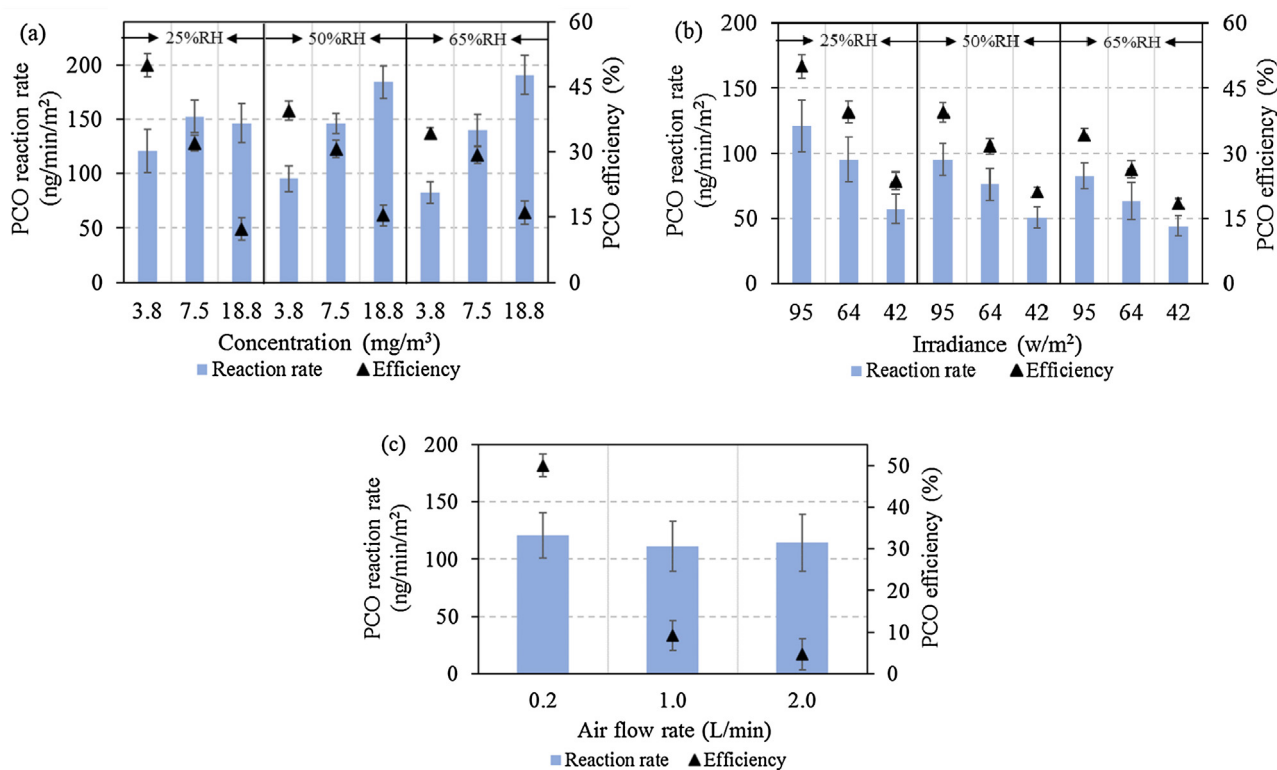 (a)
25%RH 50%RH 65%RH
PCO reaction rate
(ng/min/m²)
200
150
100
50
0
60
45
30
15
0
PCO efficiency (%)
3.8 7.5 18.8 3.8 7.5 18.8 3.8 7.5 18.8
Concentration (mg/m³)
Reaction rate Efficiency
(b)
25%RH 50%RH 65%RH
PCO reaction rate
(ng/min/m²)
200
150
100
50
0
60
45
30
15
0
PCO efficiency (%)
95 64 42 95 64 42 95 64 42
Irradiance (w/m²)
Reaction rate Efficiency
(c)
PCO reaction rate
(ng/min/m²)
200
150
100
50
0
50
40
30
20
10
0
PCO efficiency (%)
0.2 1.0 2.0
Air flow rate (L/min)
Reaction rate Efficiency